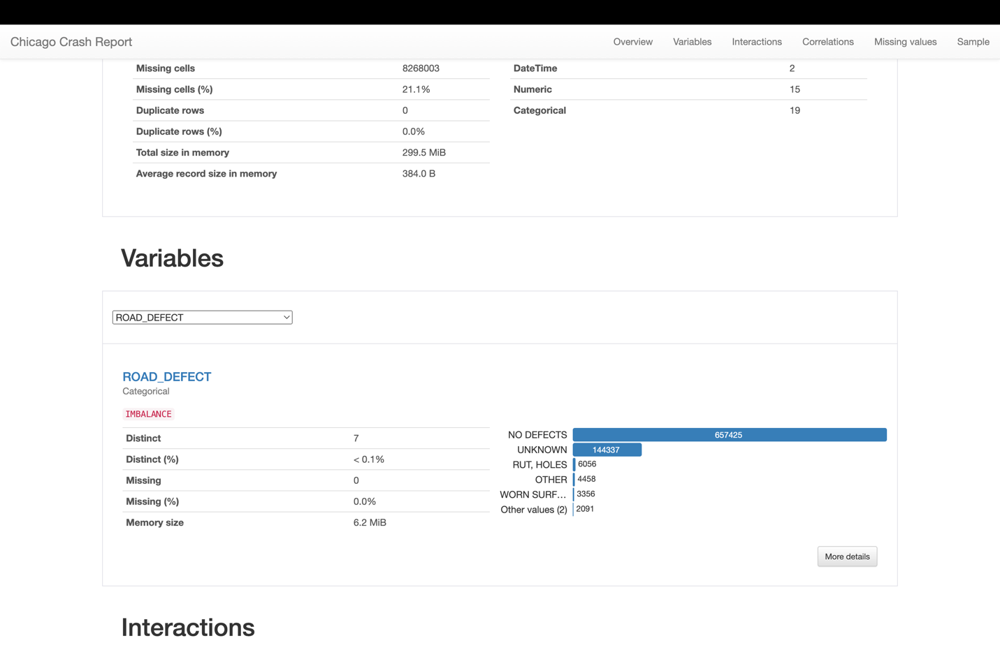 Chicago Crash Report
Overview Variables Interactions Correlations Missing values Sample
Missing cells 8268003
Missing cells (%) 21.1%
Duplicate rows 0
Duplicate rows (%) 0.0%
Total size in memory 299.5 MiB
Average record size in memory 384.0 B
DateTime 2
Numeric 15
Categorical 19
Variables
ROAD_DEFECT
ROAD_DEFECT
Categorical
IMBALANCE
Distinct 7
Distinct (%) < 0.1%
Missing 0
Missing (%) 0.0%
Memory size 6.2 MiB
NO DEFECTS 657425
UNKNOWN 144337
RUT, HOLES 6056
OTHER 4458
WORN SURF… 3356
Other values (2) 2091
More details
Interactions